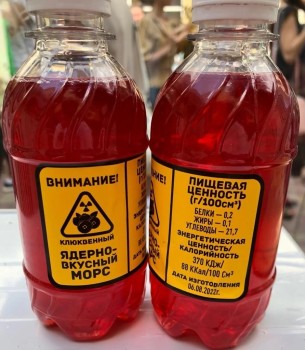 ВНИМАНИЕ!
КЛЮКВЕННЫЙ
ЯДЕРНО-
ВКУСНЫЙ
МОРС
ПИЩЕВАЯ
ЦЕННОСТЬ
(г/100см³)
БЕЛКИ – 0,2
ЖИРЫ – 0,1
УГЛЕВОДЫ – 21,7
ЭНЕРГЕТИЧЕСКАЯ
ЦЕННОСТЬ/
КАЛОРИЙНОСТЬ
370 КДж/
88 ККал/100 См³
ДАТА ИЗГОТОВЛЕНИЯ
06.08.2022г.